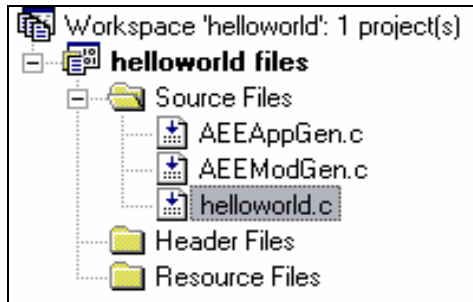 Workspace 'helloworld': 1 project(s)
helloworld files
Source Files
AEEAppGen.c
AEEModGen.c
helloworld.c
Header Files
Resource Files